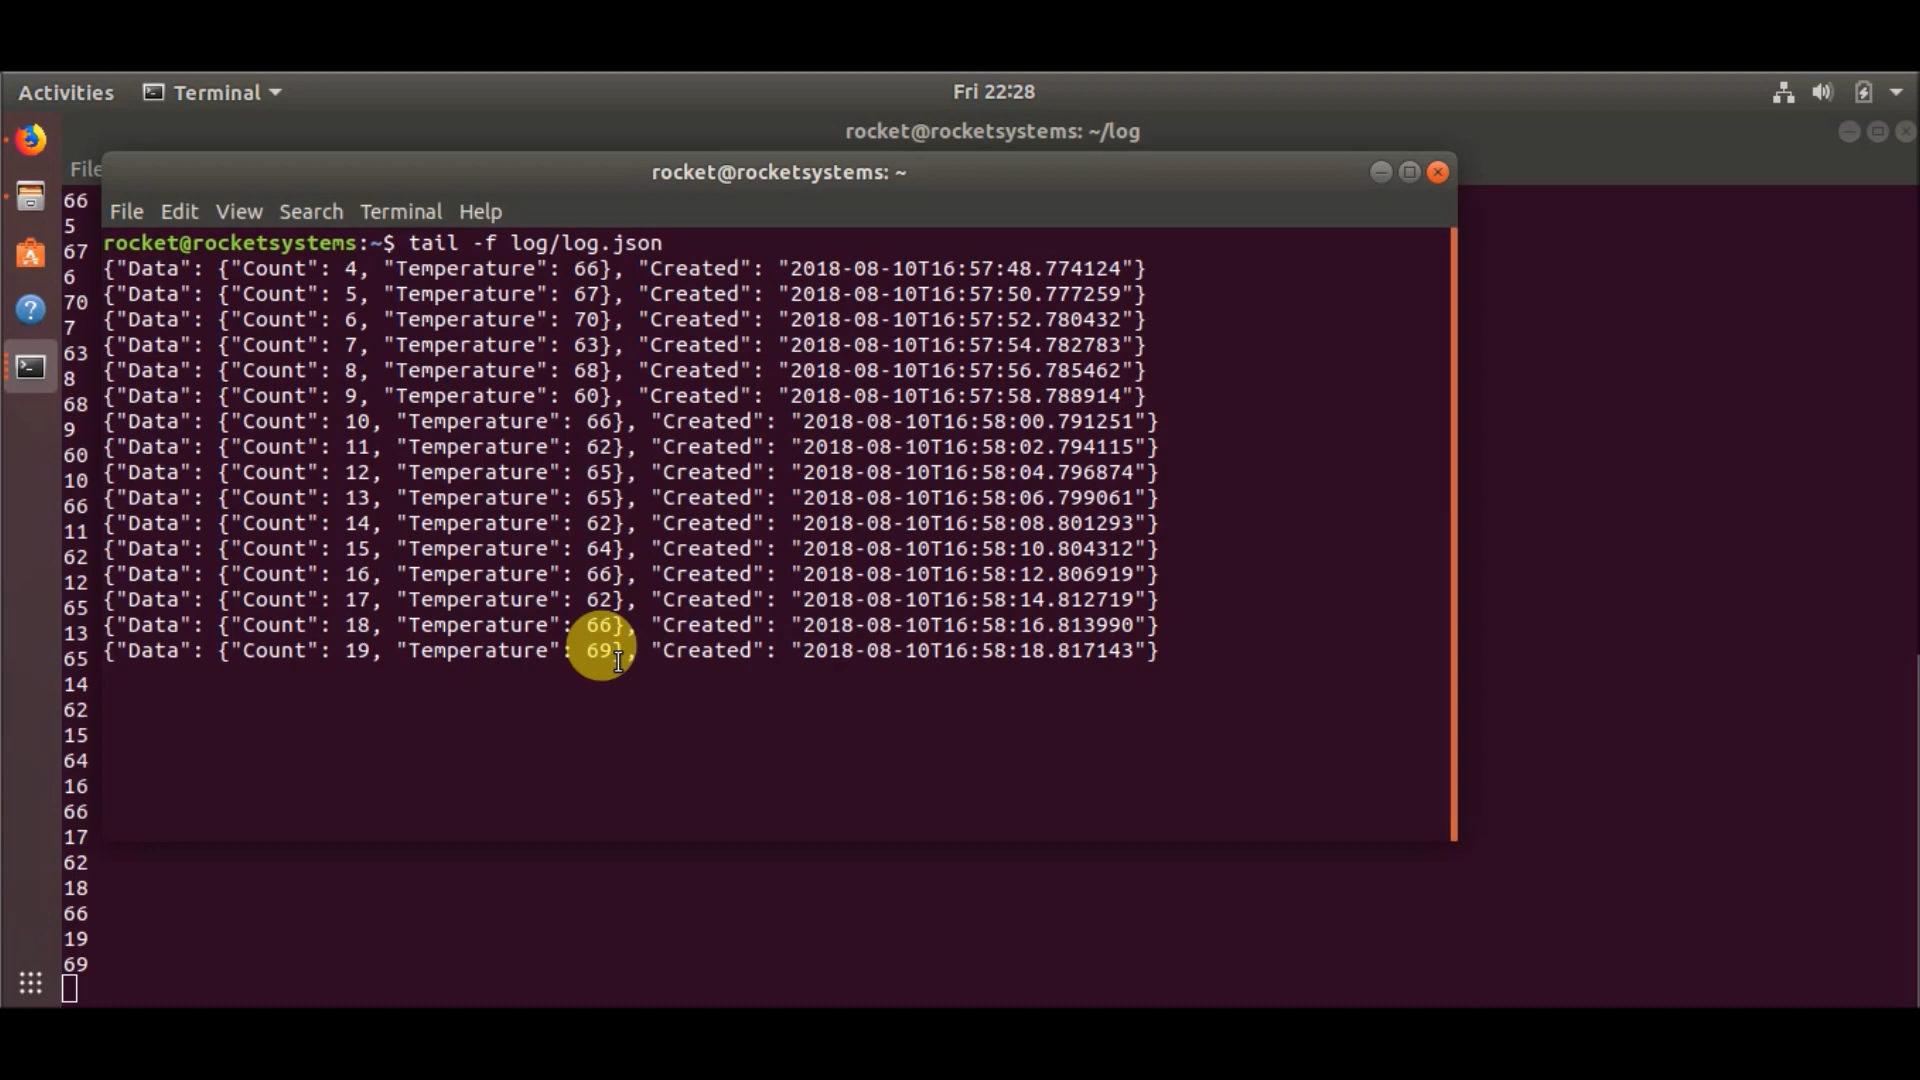 Activities Terminal Fri 22:28
rocket@rocketsystems: ~/log
File
rocket@rocketsystems: ~
File Edit View Search Terminal Help
rocket@rocketsystems:~$ tail -f log/log.json
{"Data": {"Count": 4, "Temperature": 66}, "Created": "2018-08-10T16:57:48.774124"}
{"Data": {"Count": 5, "Temperature": 67}, "Created": "2018-08-10T16:57:50.777259"}
{"Data": {"Count": 6, "Temperature": 70}, "Created": "2018-08-10T16:57:52.780432"}
{"Data": {"Count": 7, "Temperature": 63}, "Created": "2018-08-10T16:57:54.782783"}
{"Data": {"Count": 8, "Temperature": 68}, "Created": "2018-08-10T16:57:56.785462"}
{"Data": {"Count": 9, "Temperature": 60}, "Created": "2018-08-10T16:57:58.788914"}
{"Data": {"Count": 10, "Temperature": 66}, "Created": "2018-08-10T16:58:00.791251"}
{"Data": {"Count": 11, "Temperature": 62}, "Created": "2018-08-10T16:58:02.794115"}
{"Data": {"Count": 12, "Temperature": 65}, "Created": "2018-08-10T16:58:04.796874"}
{"Data": {"Count": 13, "Temperature": 65}, "Created": "2018-08-10T16:58:06.799061"}
{"Data": {"Count": 14, "Temperature": 62}, "Created": "2018-08-10T16:58:08.801293"}
{"Data": {"Count": 15, "Temperature": 64}, "Created": "2018-08-10T16:58:10.804312"}
{"Data": {"Count": 16, "Temperature": 66}, "Created": "2018-08-10T16:58:12.806919"}
{"Data": {"Count": 17, "Temperature": 62}, "Created": "2018-08-10T16:58:14.812719"}
{"Data": {"Count": 18, "Temperature": 66}, "Created": "2018-08-10T16:58:16.813990"}
{"Data": {"Count": 19, "Temperature": 69}, "Created": "2018-08-10T16:58:18.817143"}
66
5
67
6
70
7
63
8
68
9
60
10
66
11
62
12
65
13
65
14
62
15
64
16
66
17
62
18
66
19
69